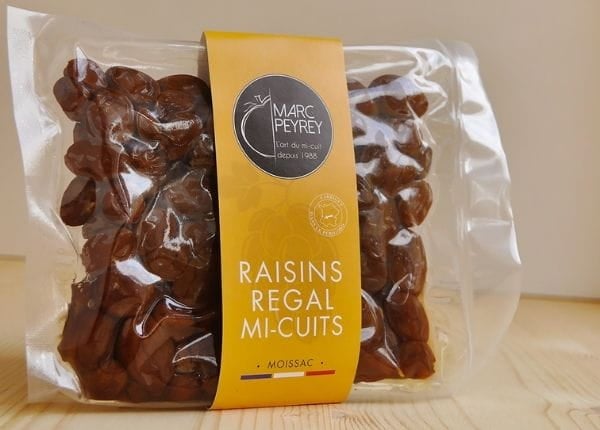 MARC
PEYREY
L'art du mi-cuit
depuis 1988
RAISINS
REGAL
MI-CUITS
• MOISSAC •